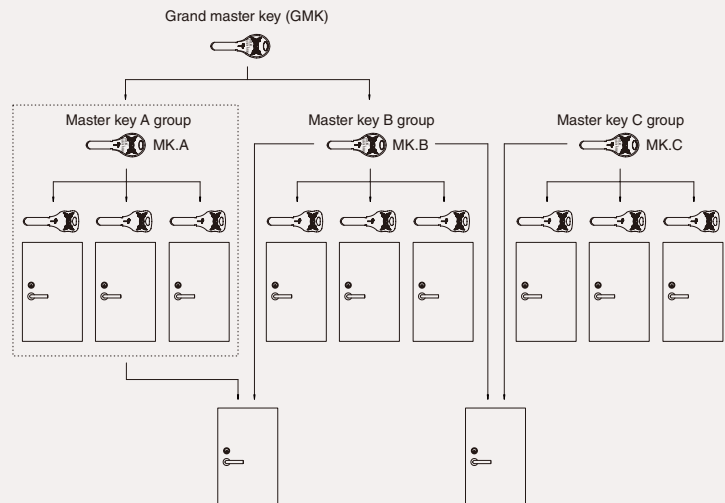 Grand master key (GMK)
Master key A group
MK.A
Master key B group
MK.B
Master key C group
MK.C